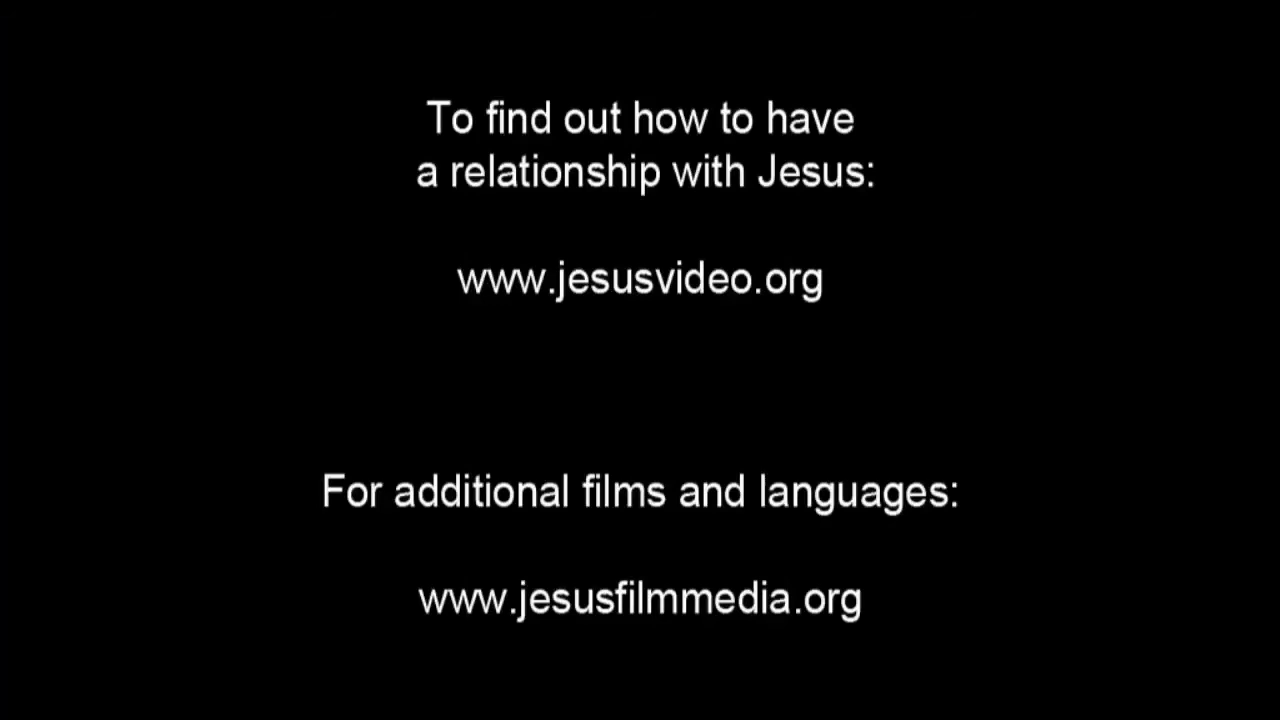 To find out how to have
a relationship with Jesus:
www.jesusvideo.org
For additional films and languages:
www.jesusfilmmedia.org